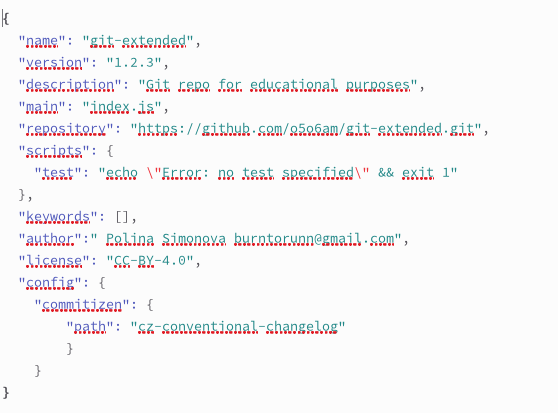 {
"name": "git-extended",
"version": "1.2.3",
"description": "Git repo for educational purposes",
"main": "index.js",
"repository": "https://github.com/o5o6am/git-extended.git",
"scripts": {
"test": "echo \"Error: no test specified\" && exit 1"
},
"keywords": [],
"author":" Polina Simonova burntorunn@gmail.com",
"license": "CC-BY-4.0",
"config": {
"commitizen": {
"path": "cz-conventional-changelog"
}
}
}